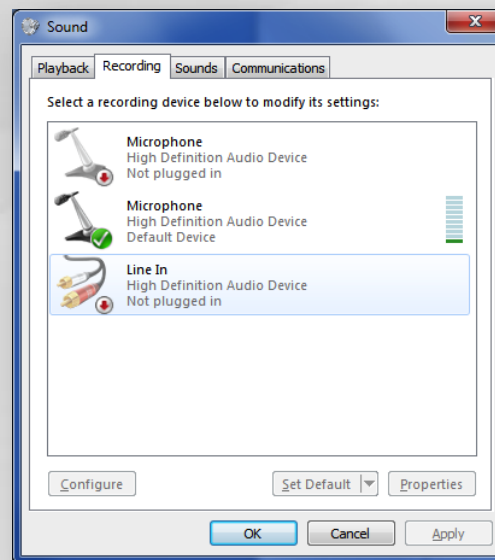 Sound
Playback Recording Sounds Communications
Select a recording device below to modify its settings:
Microphone
High Definition Audio Device
Not plugged in
Microphone
High Definition Audio Device
Default Device
Line In
High Definition Audio Device
Not plugged in
Configure Set Default Properties
OK Cancel Apply